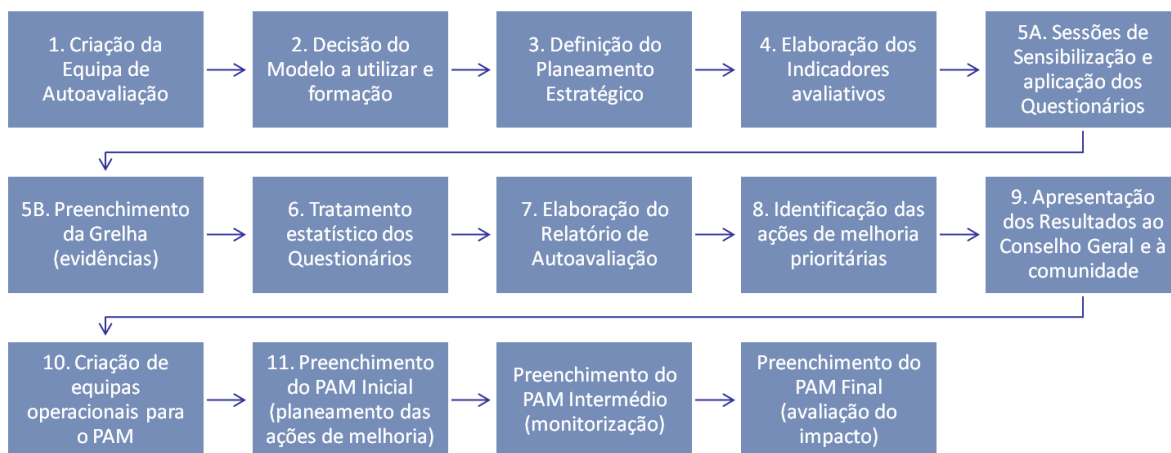 1. Criação da
Equipa de
Autoavaliação
2. Decisão do
Modelo a utilizar e
formação
3. Definição do
Planeamento
Estratégico
4. Elaboração dos
Indicadores
avaliativos
5A. Sessões de
Sensibilização e
aplicação dos
Questionários
5B. Preenchimento
da Grelha
(evidências)
6. Tratamento
estatístico dos
Questionários
7. Elaboração do
Relatório de
Autoavaliação
8. Identificação das
ações de melhoria
prioritárias
9. Apresentação
dos Resultados ao
Conselho Geral e à
comunidade
10. Criação de
equipas
operacionais para
o PAM
11. Preenchimento
do PAM Inicial
(planeamento das
ações de melhoria)
Preenchimento do
PAM Intermédio
(monitorização)
Preenchimento do
PAM Final
(avaliação do
impacto)